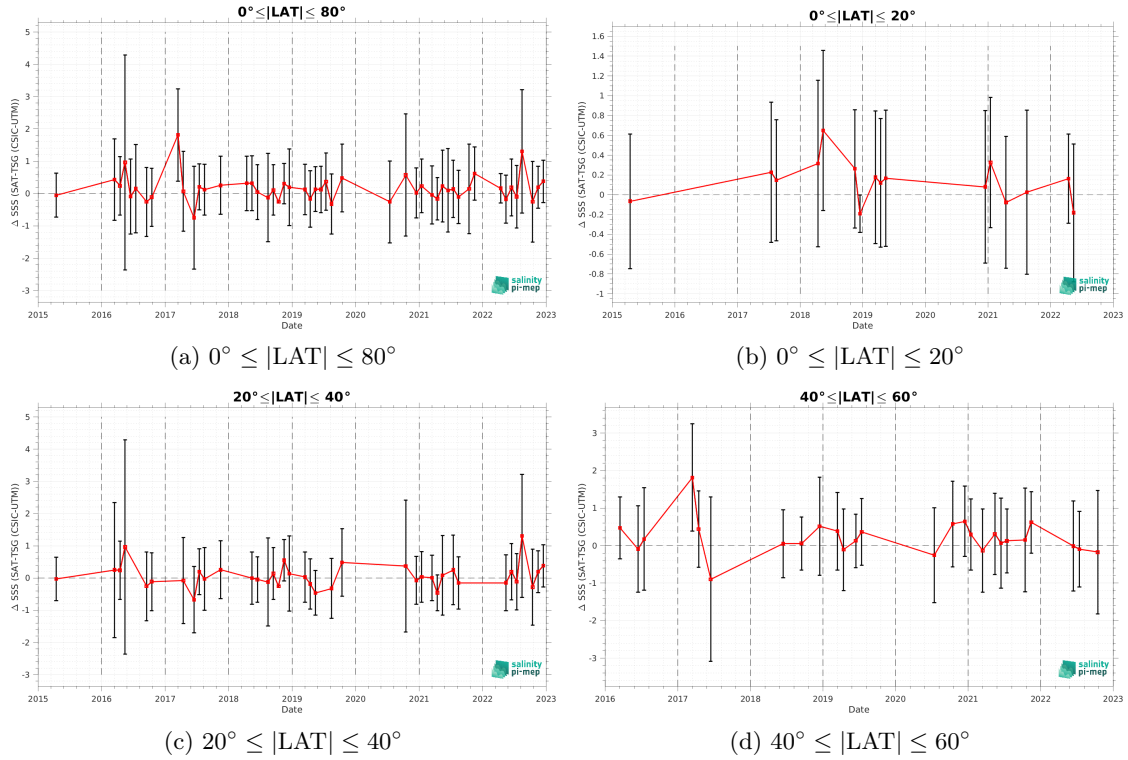 0°≤|LAT|≤ 80°
Δ SSS (SAT-TSG (CSIC-UTM))
5
4
3
2
1
0
-1
-2
-3
2015 2016 2017 2018 2019 2020 2021 2022 2023
Date
salinity
pi-mep
(a) 0° ≤ |LAT| ≤ 80°
0°≤|LAT|≤ 20°
Δ SSS (SAT-TSG (CSIC-UTM))
1.6
1.4
1.2
1
0.8
0.6
0.4
0.2
0
-0.2
-0.4
-0.6
-0.8
-1
2015 2016 2017 2018 2019 2020 2021 2022 2023
Date
salinity
pi-mep
(b) 0° ≤ |LAT| ≤ 20°
20°≤|LAT|≤ 40°
Δ SSS (SAT-TSG (CSIC-UTM))
5
4
3
2
1
0
-1
-2
-3
2015 2016 2017 2018 2019 2020 2021 2022 2023
Date
salinity
pi-mep
(c) 20° ≤ |LAT| ≤ 40°
40°≤|LAT|≤ 60°
Δ SSS (SAT-TSG (CSIC-UTM))
3
2
1
0
-1
-2
-3
2016 2017 2018 2019 2020 2021 2022 2023
Date
salinity
pi-mep
(d) 40° ≤ |LAT| ≤ 60°